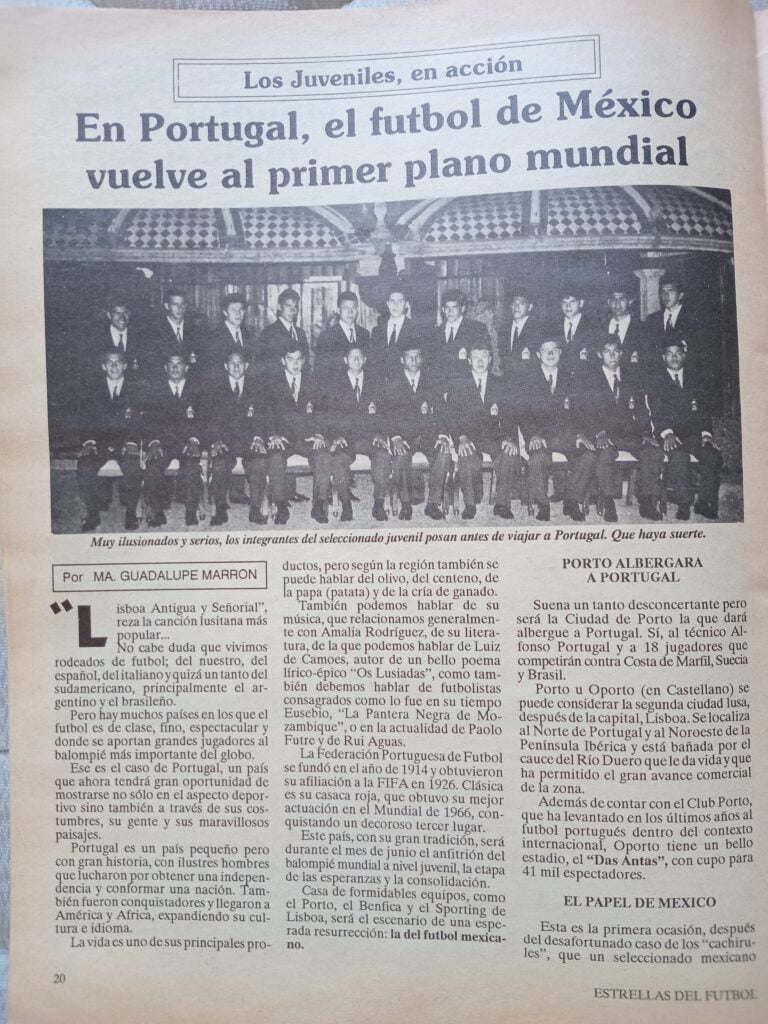 Los Juveniles, en acción
En Portugal, el futbol de México
vuelve al primer plano mundial
Muy ilusionados y serios, los integrantes del seleccionado juvenil posan antes de viajar a Portugal. Que haya suerte.
Por MA. GUADALUPE MARRON
"Lisboa Antigua y Señorial",
reza la canción lusitana más
popular...
No cabe duda que vivimos
rodeados de futbol; del nuestro, del
español, del italiano y quizá un tanto del
sudamericano, principalmente el ar-
gentino y el brasileño.
Pero hay muchos países en los que el
futbol es de clase, fino, espectacular y
donde se aportan grandes jugadores al
balompié más importante del globo.
Ese es el caso de Portugal, un país
que ahora tendrá gran oportunidad de
mostrarse no sólo en el aspecto depor-
tivo sino también a través de sus cos-
tumbres, su gente y sus maravillosos
paisajes.
Portugal es un país pequeño pero
con gran historia, con ilustres hombres
que lucharon por obtener una indepen-
dencia y conformar una nación. Tam-
bién fueron conquistadores y llegaron a
América y Africa, expandiendo su cul-
tura e idioma.
La vida es uno de sus principales pro-
ductos, pero según la región también se
puede hablar del olivo, del centeno, de
la papa (patata) y de la cría de ganado.
También podemos hablar de su
música, que relacionamos generalmen-
te con Amalia Rodríguez, de su litera-
tura, de la que podemos hablar de Luiz
de Camoes, autor de un bello poema
lírico-épico "Os Lusiadas", como tam-
bién debemos hablar de futbolistas
consagrados como lo fue en su tiempo
Eusebio, "La Pantera Negra de Mo-
zambique", o en la actualidad de Paolo
Futre y de Rui Aguas.
La Federación Portuguesa de Futbol
se fundó en el año de 1914 y obtuvieron
su afiliación a la FIFA en 1926. Clásica
es su casaca roja, que obtuvo su mejor
actuación en el Mundial de 1966, con-
quistando un decoroso tercer lugar.
Este país, con su gran tradición, será
durante el mes de junio el anfitrión del
balompié mundial a nivel juvenil, la etapa
de las esperanzas y la consolidación.
Casa de formidables equipos, como
el Porto, el Benfica y el Sporting de
Lisboa, será el escenario de una espe-
rada resurrección: la del futbol mexica-
no.
PORTO ALBERGARA
A PORTUGAL
Suena un tanto desconcertante pero
será la Ciudad de Porto la que dará
albergue a Portugal. Sí, al técnico Al-
fonso Portugal y a 18 jugadores que
competirán contra Costa de Marfil, Suecia
y Brasil.
Porto u Oporto (en Castellano) se
puede considerar la segunda ciudad lusa,
después de la capital, Lisboa. Se localiza
al Norte de Portugal y al Noroeste de la
Península Ibérica y está bañada por el
cauce del Río Duero que le da vida y que
ha permitido el gran avance comercial
de la zona.
Además de contar con el Club Porto,
que ha levantado en los últimos años al
futbol portugués dentro del contexto
internacional, Oporto tiene un bello
estadio, el "Das Antas", con cupo para
41 mil espectadores.
EL PAPEL DE MEXICO
Esta es la primera ocasión, después
del desafortunado caso de los "cachiru-
les", que un seleccionado mexicano
20
ESTRELLAS DEL FUTBOL